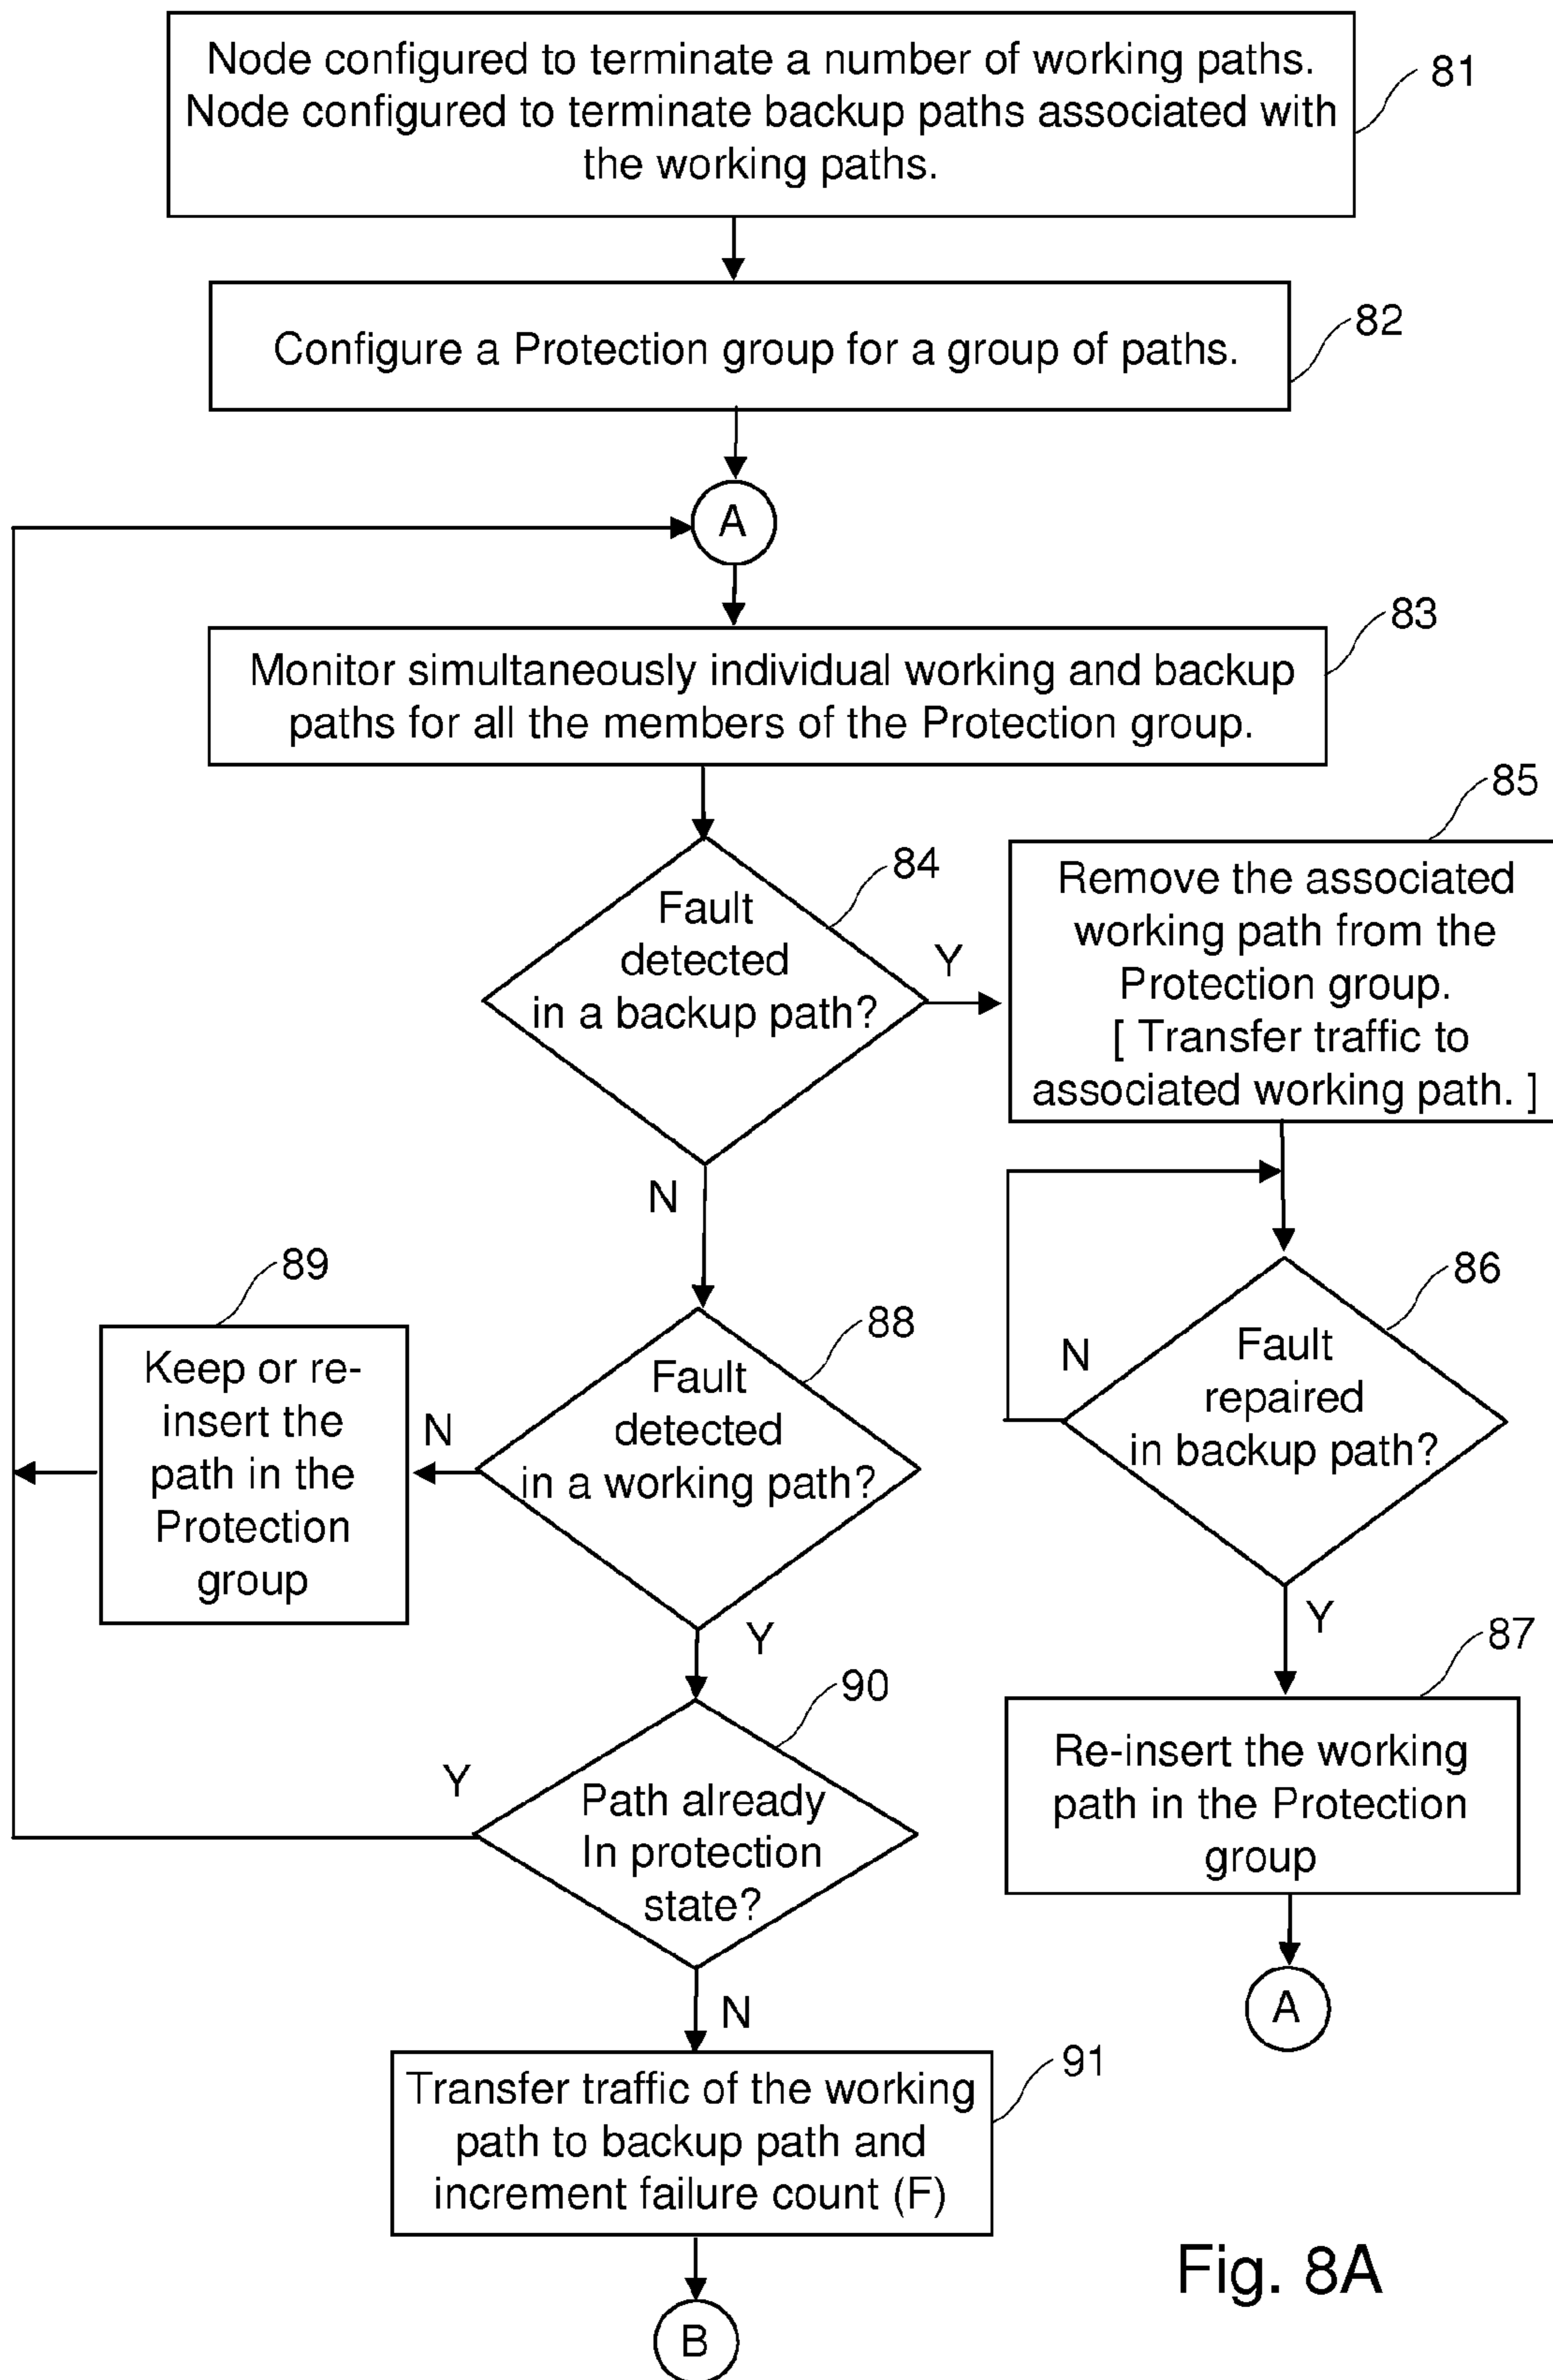 Node configured to terminate a number of working paths.
Node configured to terminate backup paths associated with
the working paths.
81
Configure a Protection group for a group of paths.
82
A
83
Monitor simultaneously individual working and backup
paths for all the members of the Protection group.
84
Fault
detected
in a backup path?
Y
N
85
Remove the associated
working path from the
Protection group.
[ Transfer traffic to
associated working path. ]
86
Fault
repaired
in backup path?
N
Y
87
Re-insert the working
path in the Protection
group
A
88
Fault
detected
in a working path?
N
Y
89
Keep or re-
insert the
path in the
Protection
group
90
Path already
In protection
state?
Y
N
91
Transfer traffic of the working
path to backup path and
increment failure count (F)
B
Fig. 8A